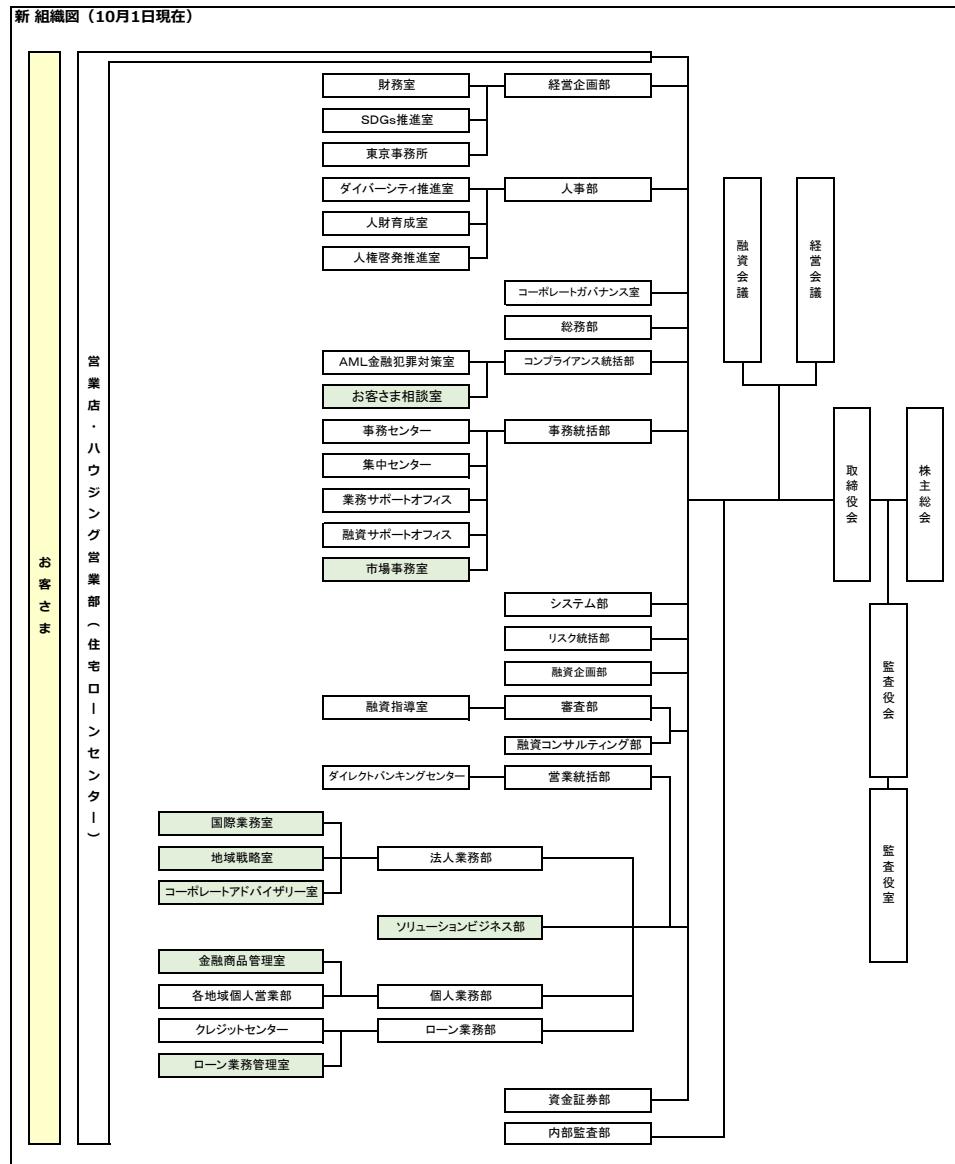 新 組織図（10月1日現在）
お客さま
営業店・ハウジング営業部（住宅ローンセンター）
財務室
経営企画部
SDGs推進室
東京事務所
ダイバーシティ推進室
人事部
人財育成室
人権啓発推進室
コーポレートガバナンス室
総務部
AML金融犯罪対策室
コンプライアンス統括部
お客さま相談室
事務センター
事務統括部
集中センター
業務サポートオフィス
融資サポートオフィス
市場事務室
システム部
リスク統括部
融資企画部
融資指導室
審査部
融資コンサルティング部
ダイレクトバンキングセンター
営業統括部
国際業務室
地域戦略室
法人業務部
コーポレートアドバイザリー室
ソリューションビジネス部
金融商品管理室
各地域個人営業部
個人業務部
クレジットセンター
ローン業務部
ローン業務管理室
資金証券部
内部監査部
融資会議
経営会議
取締役会
株主総会
監査役会
監査役室